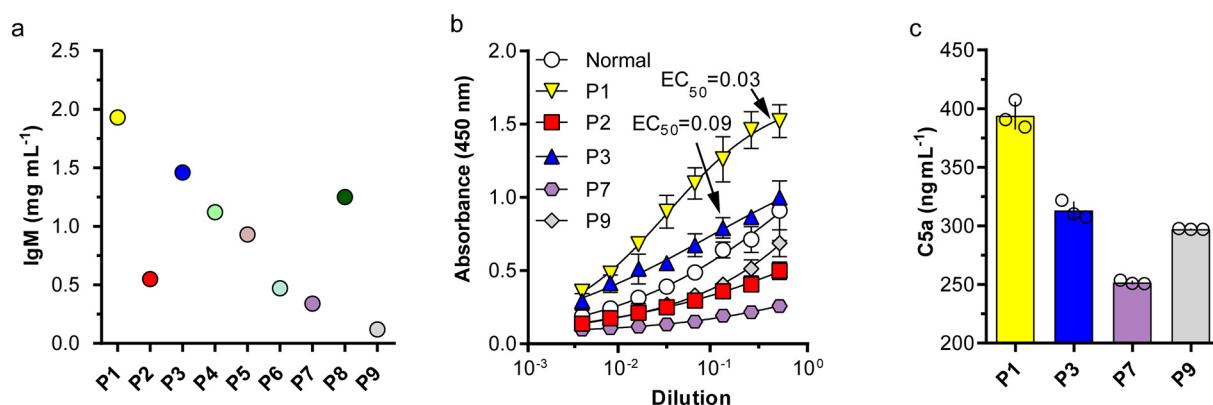 a
IgM (mg mL-1)
2.5
2.0
1.5
1.0
0.5
0.0
P1 P2 P3 P4 P5 P6 P7 P8 P9
b
Absorbance (450 nm)
2.0
1.5
1.0
0.5
0.0
Normal
P1
P2
P3
P7
P9
EC50=0.03
EC50=0.09
10-3 10-2 10-1 100
Dilution
c
C5a (ngmL-1)
450
400
350
300
250
200
P1 P3 P7 P9